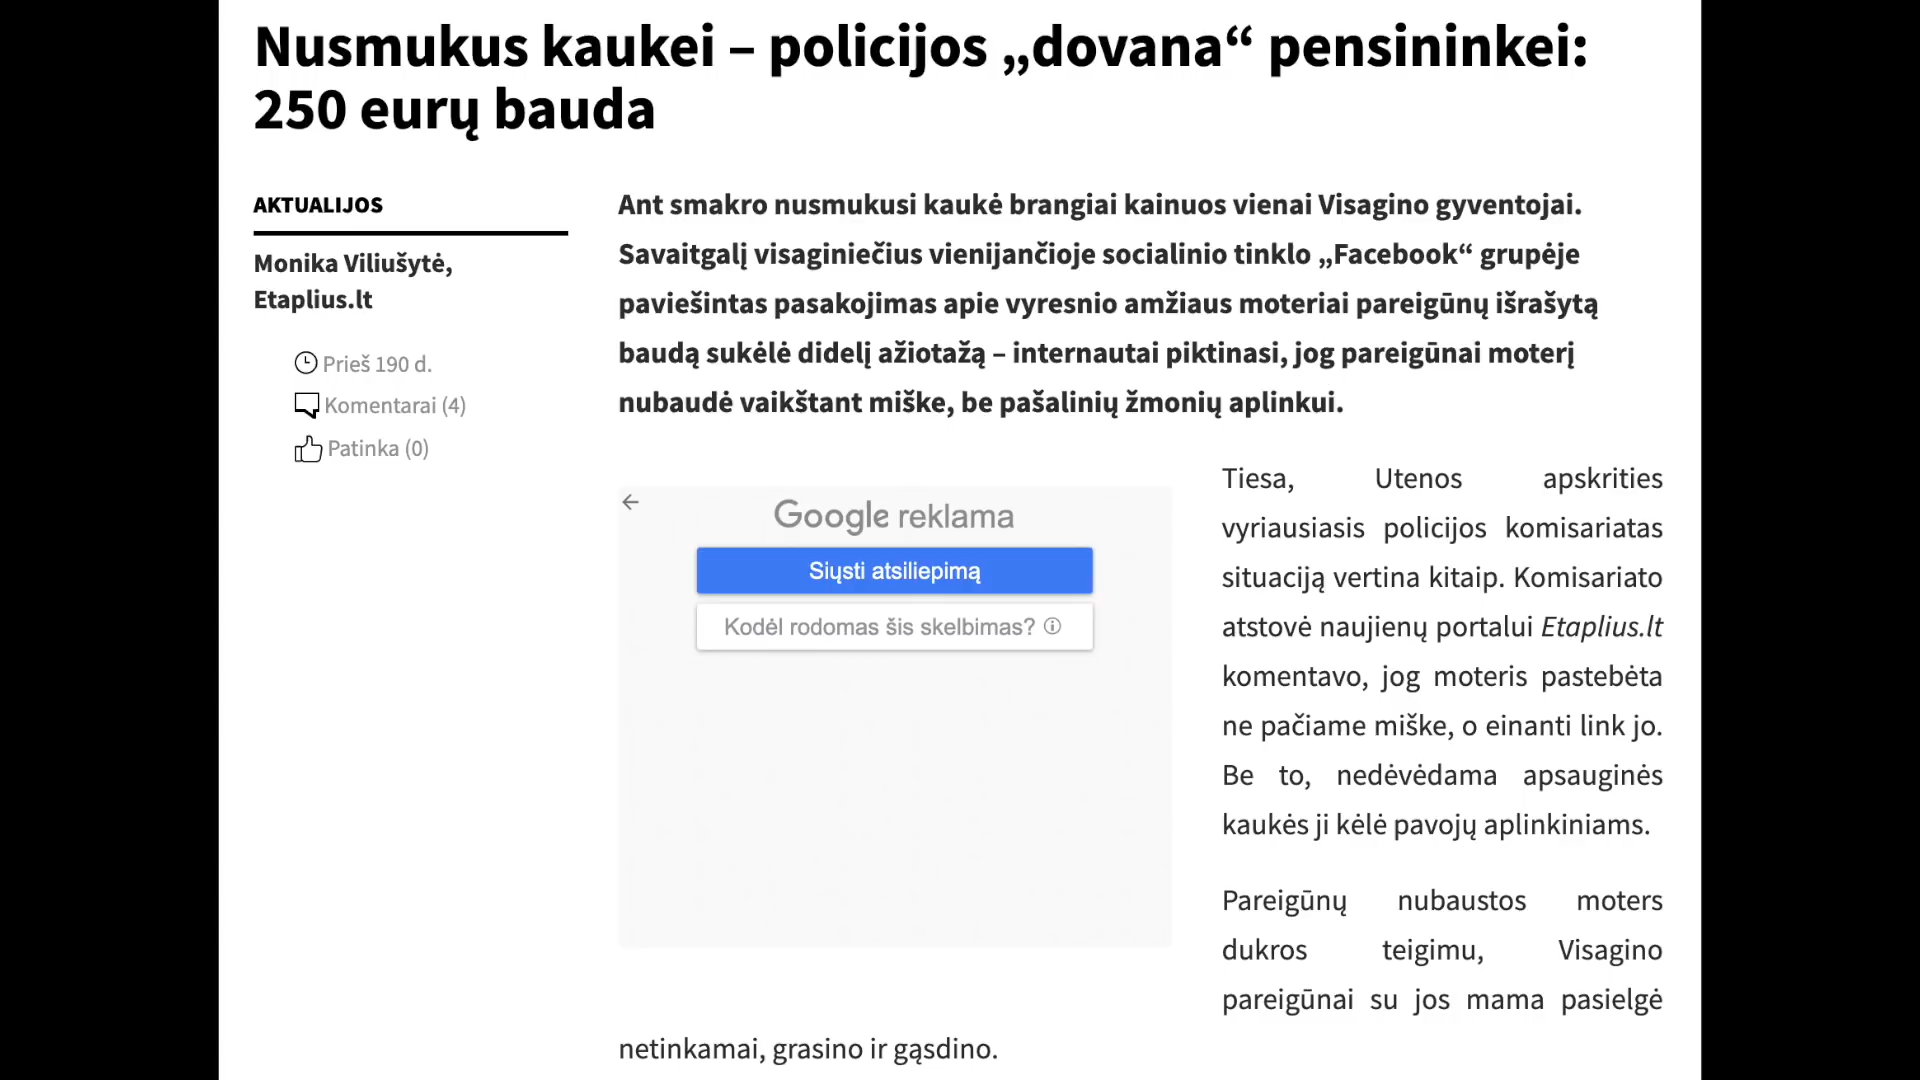 Nusmukus kaukei – policijos „dovana“ pensininkei:
250 eurų bauda
AKTUALIJOS
Monika Viliušytė,
Etaplius.lt
Prieš 190 d.
Komentarai (4)
Patinka (0)
Ant smakro nusmukusi kaukė brangiai kainuos vienai Visagino gyventojai.
Savaitgalį visaginiečius vienijančioje socialinio tinklo „Facebook“ grupėje
paviešintas pasakojimas apie vyresnio amžiaus moteriai pareigūnų išrašytą
baudą sukėlė didelį ažiotažą – internautai piktinasi, jog pareigūnai moterį
nubaudė vaikštant miške, be pašalinių žmonių aplinkui.
Google reklama
Siųsti atsiliepimą
Kodėl rodomas šis skelbimas?
Tiesa, Utenos apskrities
vyriausiasis policijos komisariatas
situaciją vertina kitaip. Komisariato
atstovė naujienų portalui Etaplius.lt
komentavo, jog moteris pastebėta
ne pačiame miške, o einanti link jo.
Be to, nedėvėdama apsauginės
kaukės ji kėlė pavojų aplinkiniams.
Pareigūnų nubaustos moters
dukros teigimu, Visagino
pareigūnai su jos mama pasielgė
netinkamai, grasino ir gąsdino.